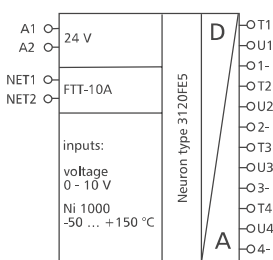 A1
A2
24 V
NET1
NET2
FTT-10A
inputs:
voltage
0 - 10 V
Ni 1000
-50 ... +150 °C
Neuron type 3120FE5
D
A
T1
U1
1-
T2
U2
2-
T3
U3
3-
T4
U4
4-